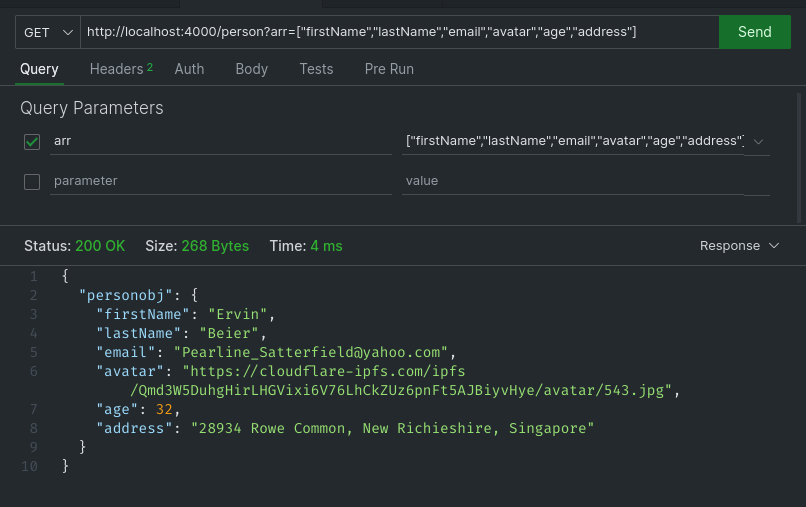 GET http://localhost:4000/person?arr=["firstName","lastName","email","avatar","age","address"] Send
Query Headers 2 Auth Body Tests Pre Run
Query Parameters
arr ["firstName","lastName","email","avatar","age","address"]
parameter value
Status: 200 OK Size: 268 Bytes Time: 4 ms Response
1 {
2 "personobj": {
3 "firstName": "Ervin",
4 "lastName": "Beier",
5 "email": "Pearline_Satterfield@yahoo.com",
6 "avatar": "https://cloudflare-ipfs.com/ipfs
/Qmd3W5DuhgHirLHGVixi6V76LhCkZUz6pnFt5AJBiyvHye/avatar/543.jpg",
7 "age": 32,
8 "address": "28934 Rowe Common, New Richieshire, Singapore"
9 }
10 }